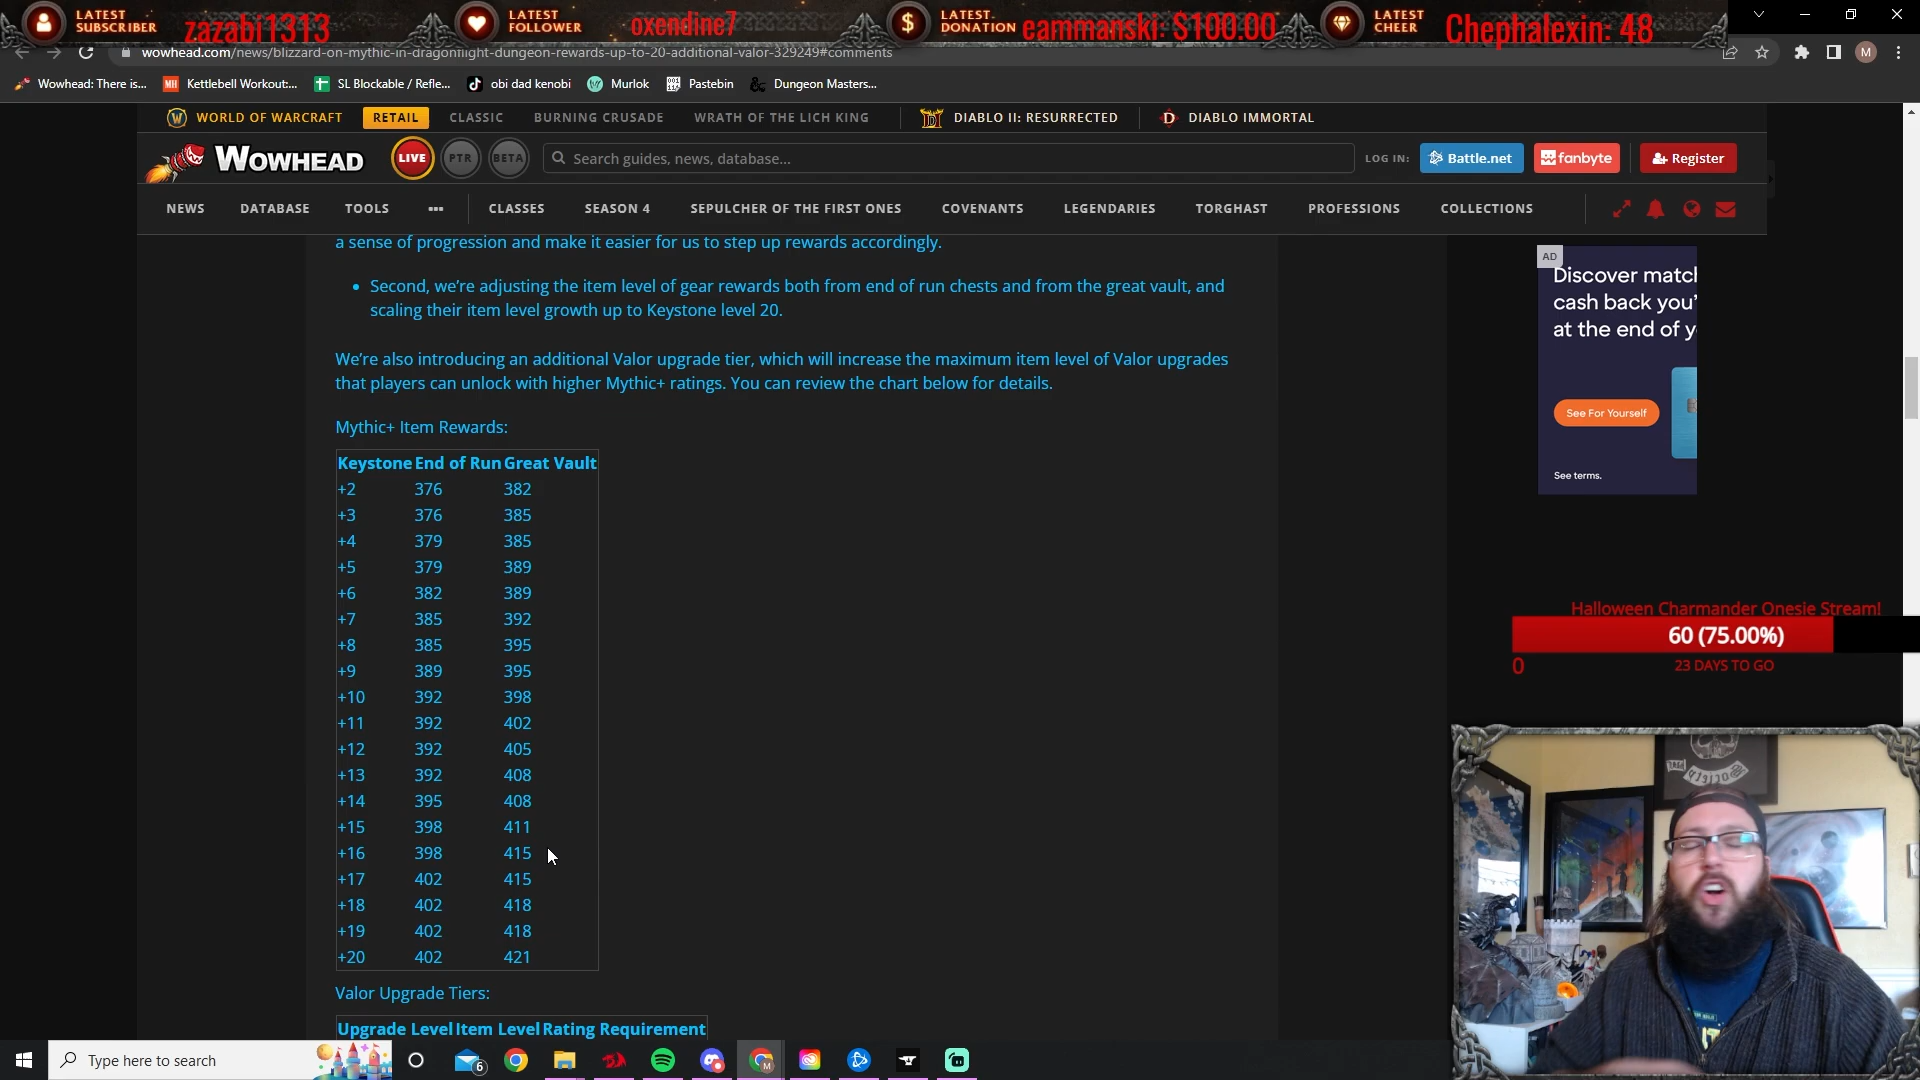 LATEST SUBSCRIBER zazabi1313
LATEST FOLLOWER oxendine7
LATEST DONATION eammanski: $100.00
LATEST CHEER Chephalexin: 48
wowhead.com/news/blizzard-on-mythic-in-dragonflight-dungeon-rewards-up-to-20-additional-valor-329249#comments
M
Wowhead: There is...
Kettlebell Workout:...
SL Blockable / Refle...
obi dad kenobi
Murlok
Pastebin
Dungeon Masters...
WORLD OF WARCRAFT RETAIL CLASSIC BURNING CRUSADE WRATH OF THE LICH KING DIABLO II: RESURRECTED DIABLO IMMORTAL
WOWHEAD LIVE PTR BETA Search guides, news, database... LOG IN: Battle.net fanbyte Register
NEWS DATABASE TOOLS ••• CLASSES SEASON 4 SEPULCHER OF THE FIRST ONES COVENANTS LEGENDARIES TORGHAST PROFESSIONS COLLECTIONS
a sense of progression and make it easier for us to step up rewards accordingly.
• Second, we’re adjusting the item level of gear rewards both from end of run chests and from the great vault, and
scaling their item level growth up to Keystone level 20.
We’re also introducing an additional Valor upgrade tier, which will increase the maximum item level of Valor upgrades
that players can unlock with higher Mythic+ ratings. You can review the chart below for details.
Mythic+ Item Rewards:
Keystone End of Run Great Vault
+2 376 382
+3 376 385
+4 379 385
+5 379 389
+6 382 389
+7 385 392
+8 385 395
+9 389 395
+10 392 398
+11 392 402
+12 392 405
+13 392 408
+14 395 408
+15 398 411
+16 398 415
+17 402 415
+18 402 418
+19 402 418
+20 402 421
Valor Upgrade Tiers:
Upgrade Level Item Level Rating Requirement
AD
Discover match
cash back you’
at the end of y
See For Yourself
See terms.
Halloween Charmander Onesie Stream!
60 (75.00%)
0 23 DAYS TO GO
Type here to search
6
M